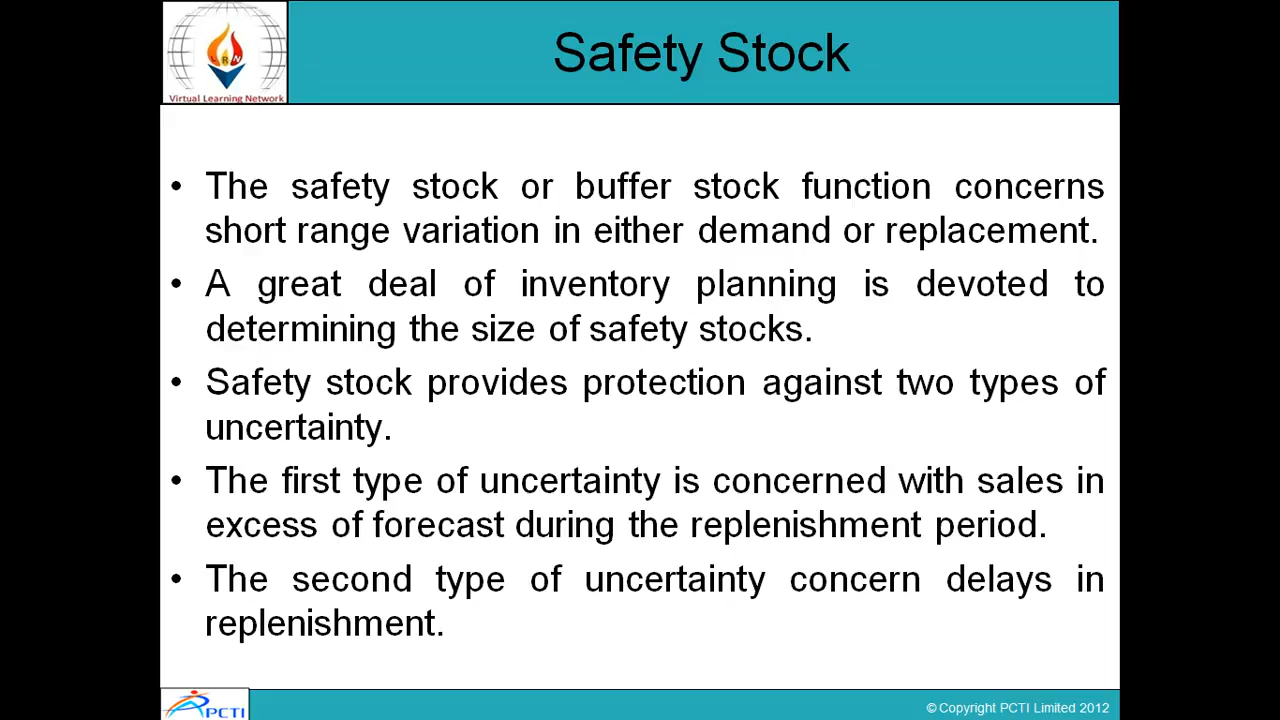 Safety Stock
LRN
Virtual Learning Network
• The safety stock or buffer stock function concerns
short range variation in either demand or replacement.
• A great deal of inventory planning is devoted to
determining the size of safety stocks.
• Safety stock provides protection against two types of
uncertainty.
• The first type of uncertainty is concerned with sales in
excess of forecast during the replenishment period.
• The second type of uncertainty concern delays in
replenishment.
PCTI
© Copyright PCTI Limited 2012